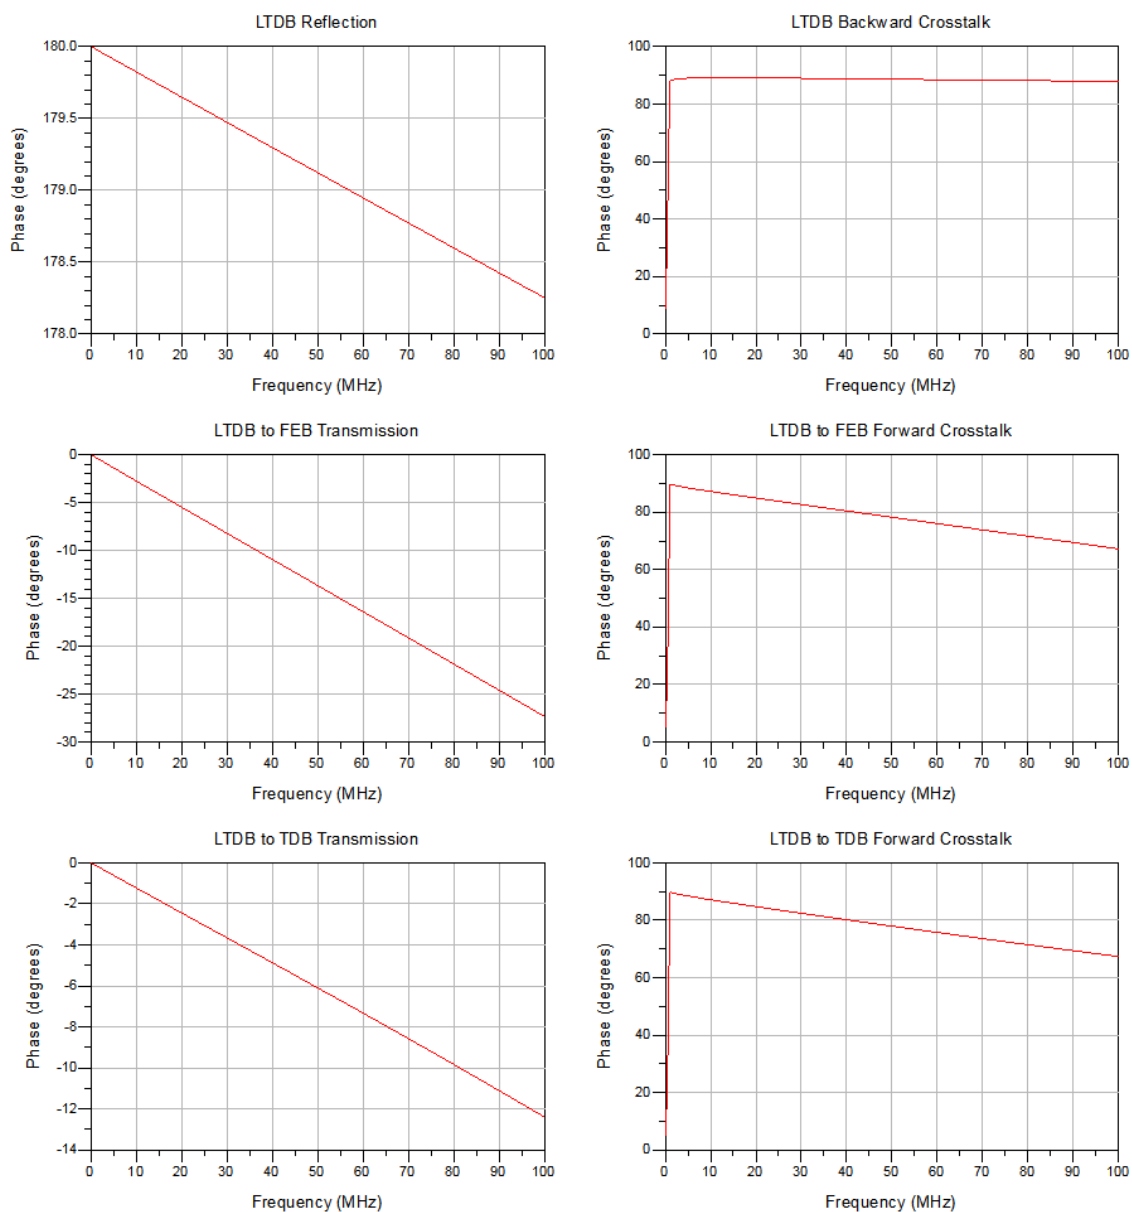 LTDB Reflection
180.0
179.5
179.0
178.5
178.0
Phase (degrees)
0 10 20 30 40 50 60 70 80 90 100
Frequency (MHz)
LTDB Backward Crosstalk
100
80
60
40
20
0
Phase (degrees)
0 10 20 30 40 50 60 70 80 90 100
Frequency (MHz)
LTDB to FEB Transmission
0
-5
-10
-15
-20
-25
-30
Phase (degrees)
0 10 20 30 40 50 60 70 80 90 100
Frequency (MHz)
LTDB to FEB Forward Crosstalk
100
80
60
40
20
0
Phase (degrees)
0 10 20 30 40 50 60 70 80 90 100
Frequency (MHz)
LTDB to TDB Transmission
0
-2
-4
-6
-8
-10
-12
-14
Phase (degrees)
0 10 20 30 40 50 60 70 80 90 100
Frequency (MHz)
LTDB to TDB Forward Crosstalk
100
80
60
40
20
0
Phase (degrees)
0 10 20 30 40 50 60 70 80 90 100
Frequency (MHz)